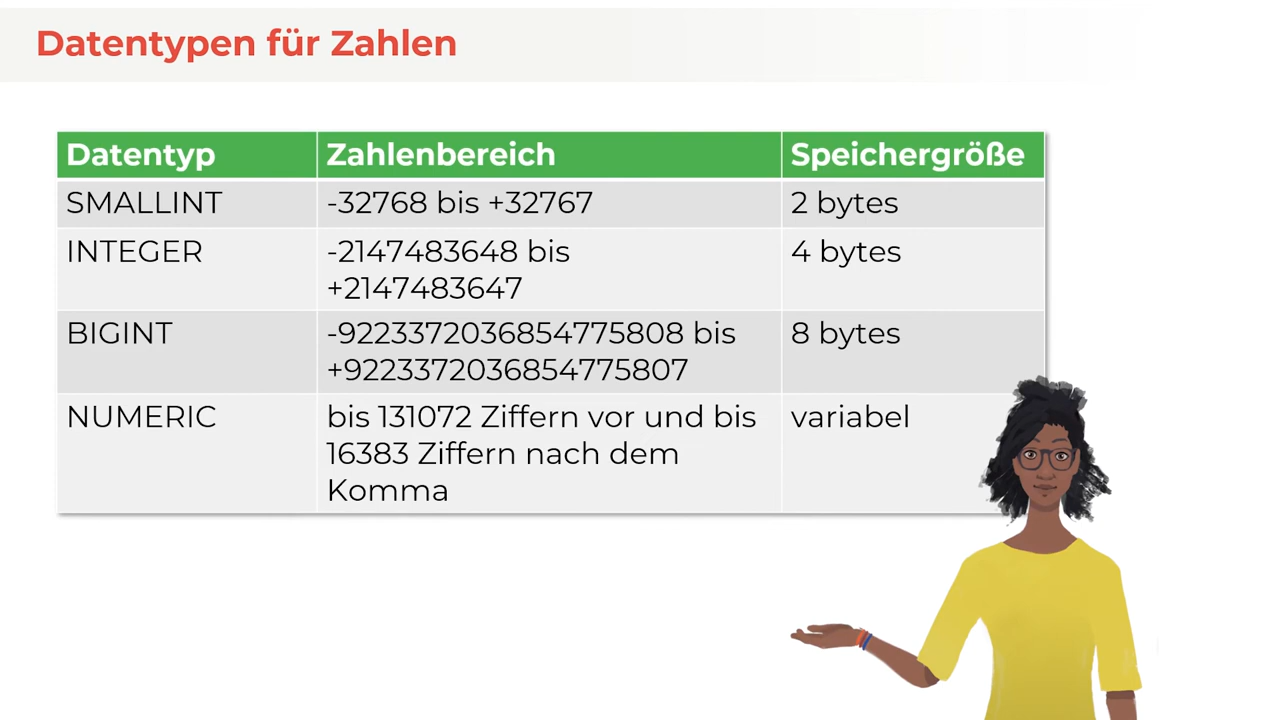 Datentypen für Zahlen
Datentyp Zahlenbereich Speichergröße
SMALLINT -32768 bis +32767 2 bytes
INTEGER -2147483648 bis 4 bytes
+2147483647
BIGINT -9223372036854775808 bis 8 bytes
+9223372036854775807
NUMERIC bis 131072 Ziffern vor und bis variabel
16383 Ziffern nach dem
Komma